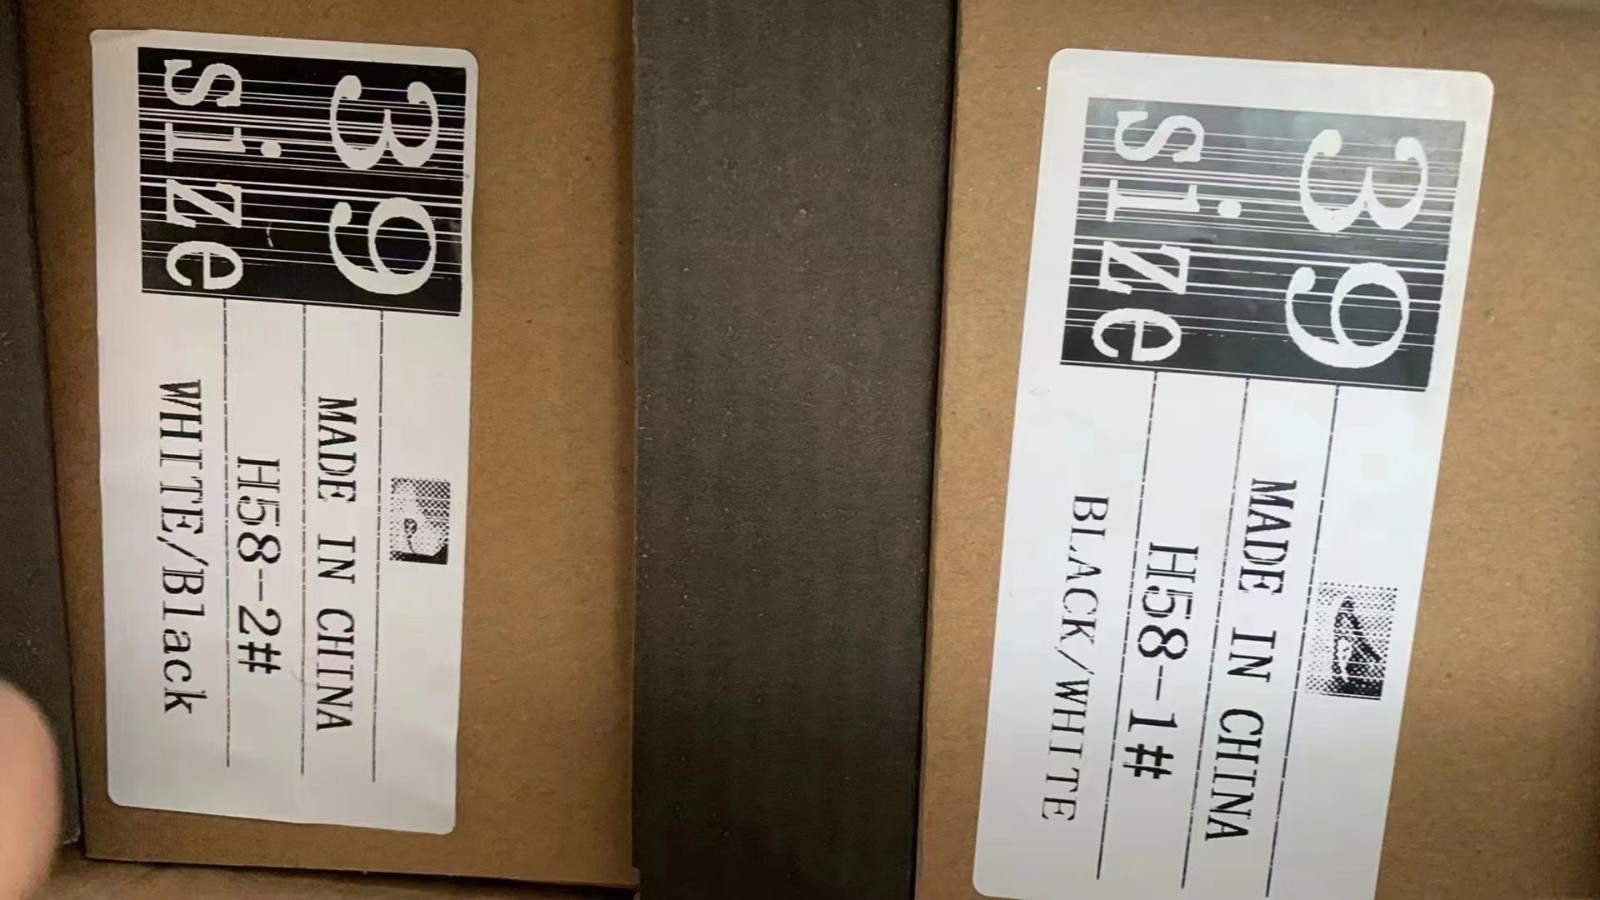 39
size
MADE IN CHINA
H58-2#
WHITE/Black
39
size
MADE IN CHINA
H58-1#
BLACK/WHITE